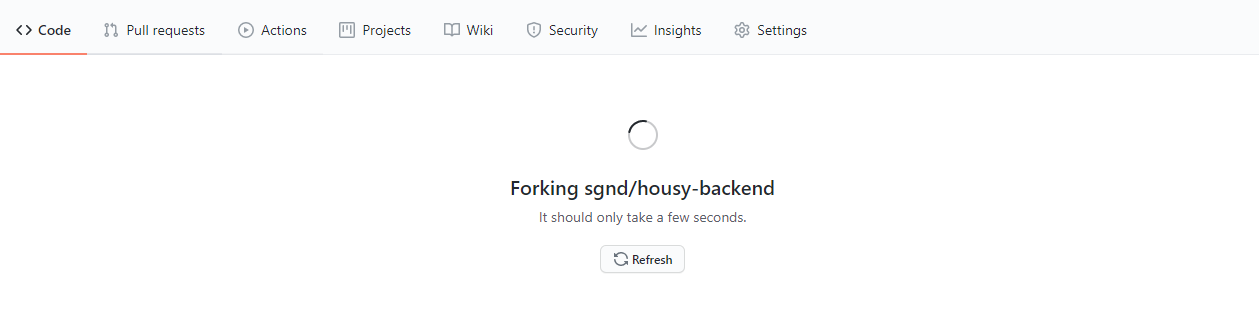 Code Pull requests Actions Projects Wiki Security Insights Settings
Forking sgnd/housy-backend
It should only take a few seconds.
Refresh